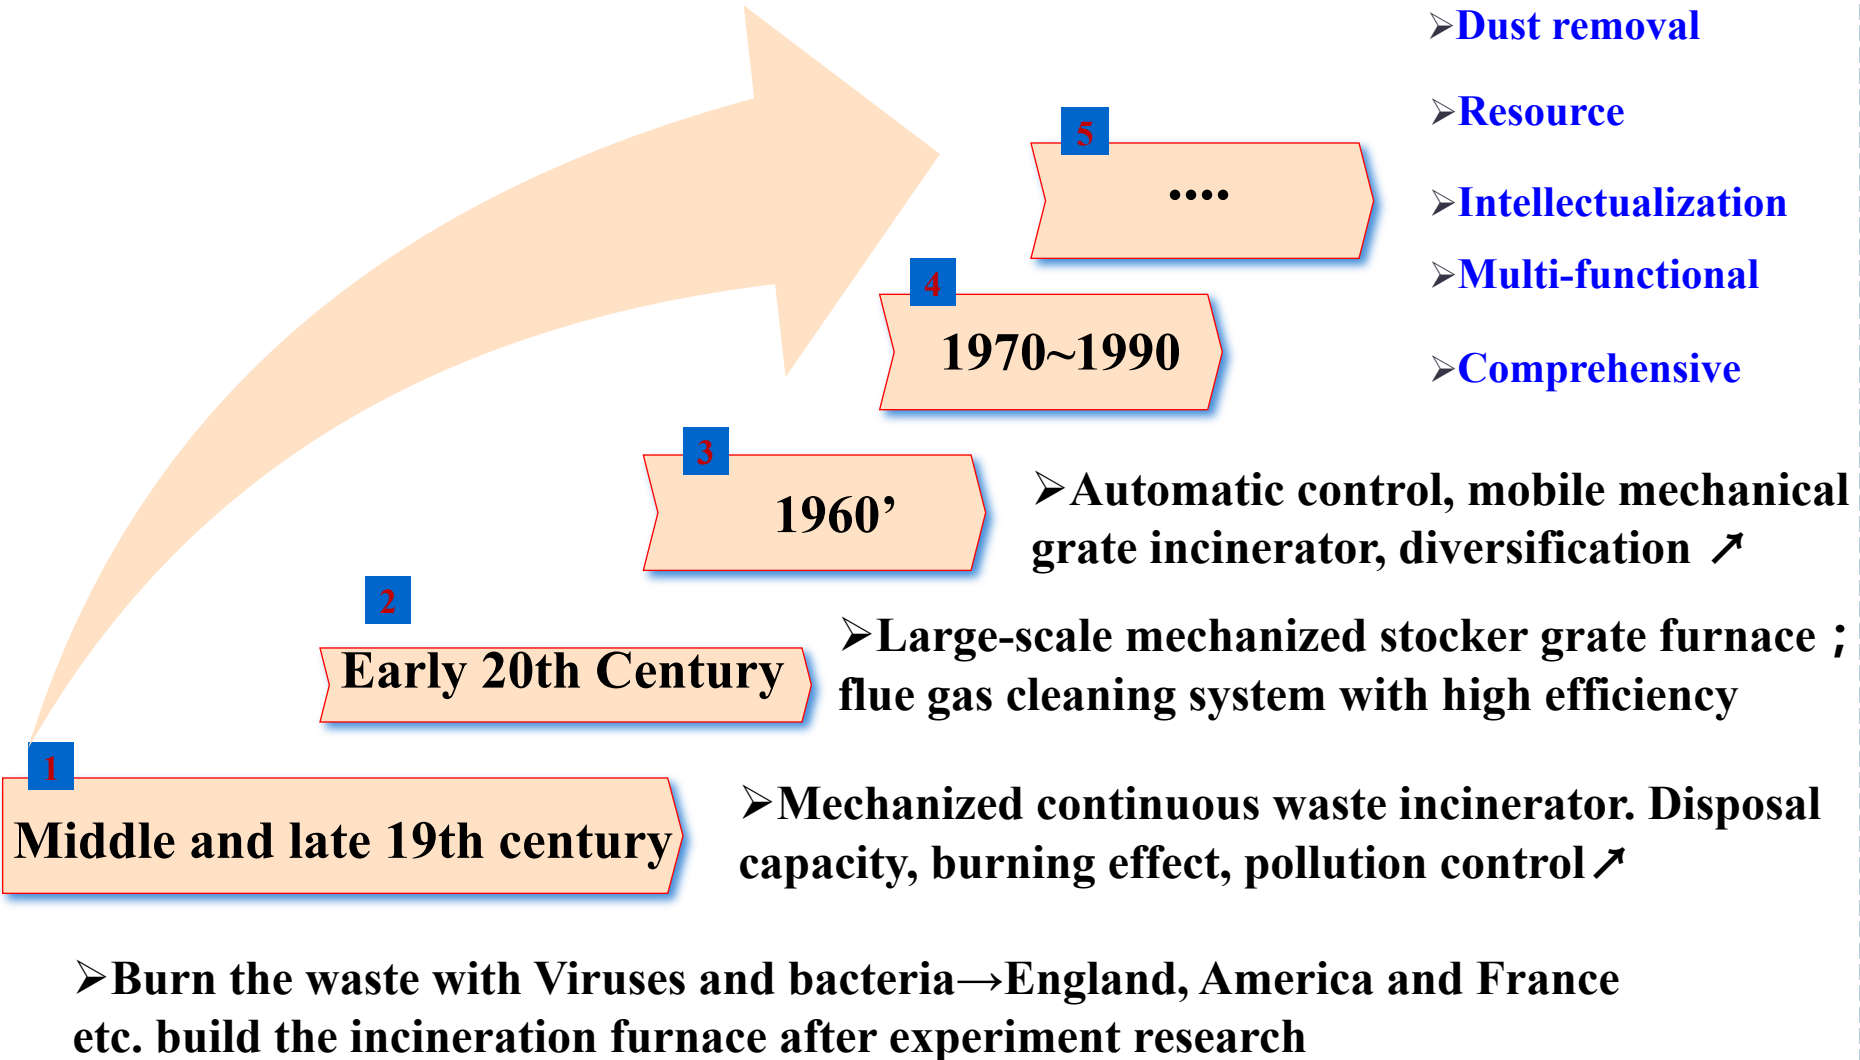 ➢Dust removal
➢Resource
➢Intellectualization
➢Multi-functional
➢Comprehensive
5
....
4
1970~1990
3
1960’
➢Automatic control, mobile mechanical
grate incinerator, diversification ↗
2
Early 20th Century
➢Large-scale mechanized stocker grate furnace；
flue gas cleaning system with high efficiency
1
Middle and late 19th century
➢Mechanized continuous waste incinerator. Disposal
capacity, burning effect, pollution control↗
➢Burn the waste with Viruses and bacteria→England, America and France
etc. build the incineration furnace after experiment research